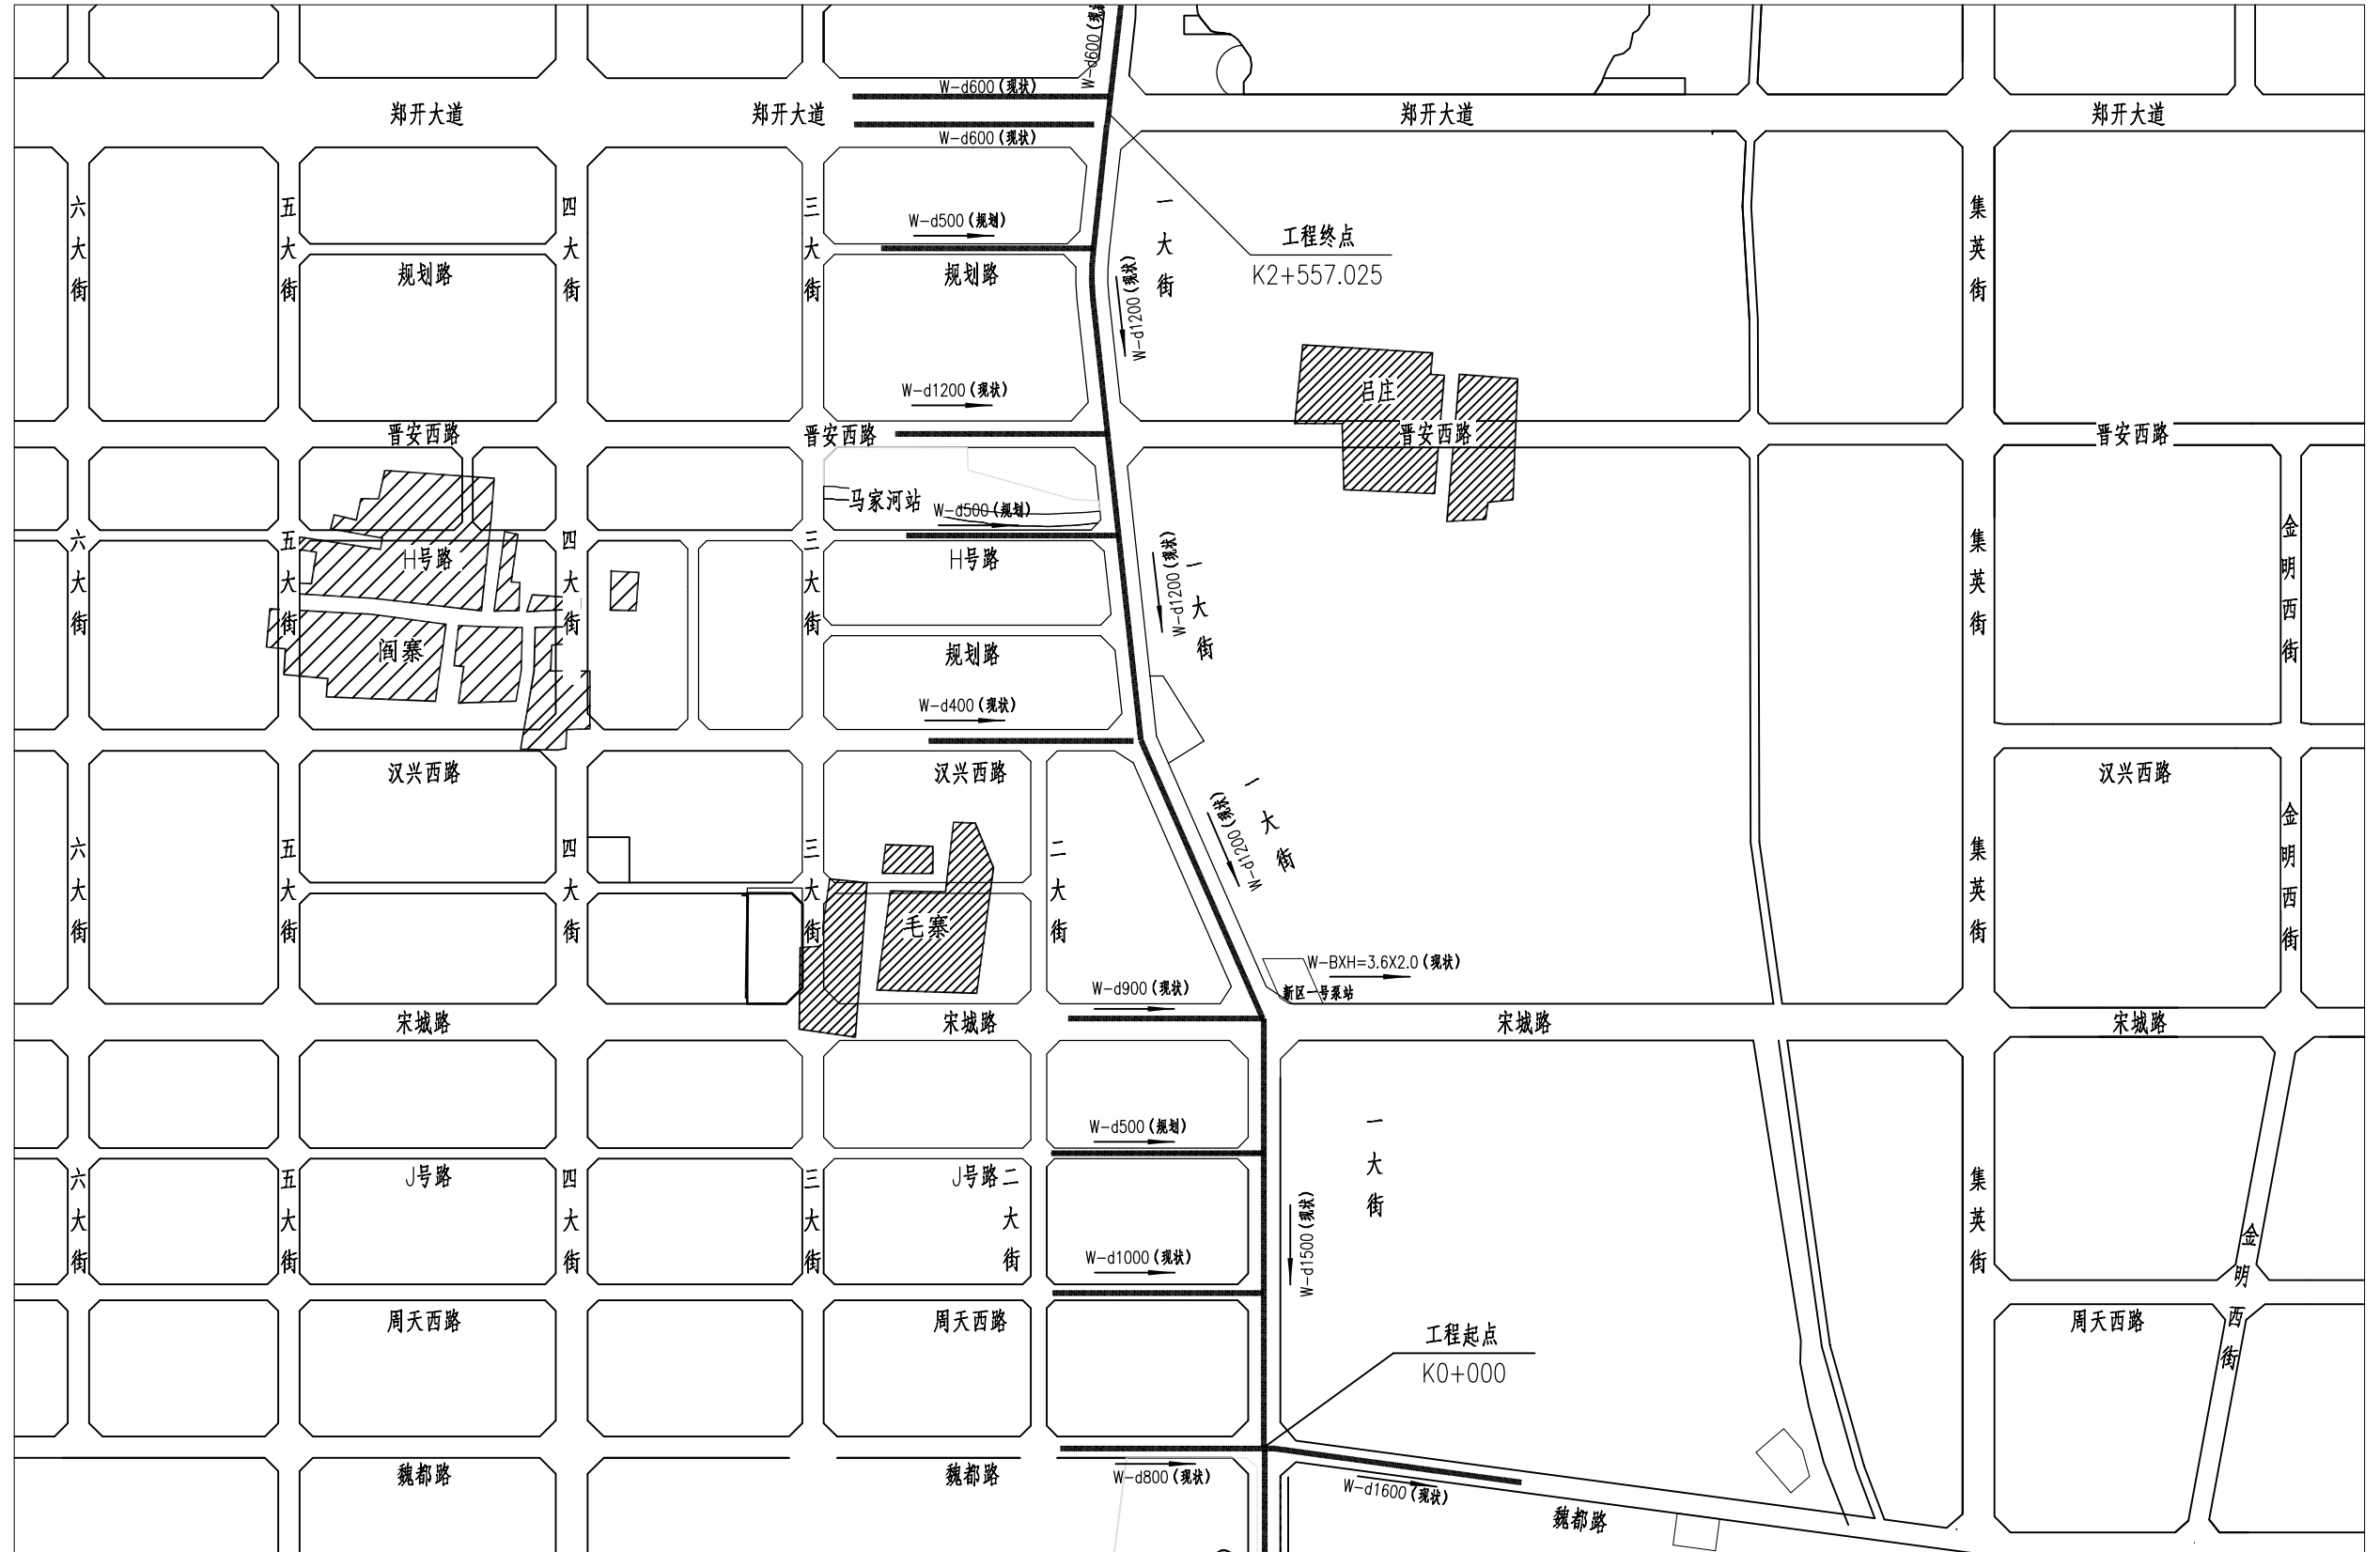 W-d600(现状)
W-d600(现状)
郑开大道
郑开大道
郑开大道
郑开大道
W-d600(现状)
六大街
五大街
四大街
三大街
一大街
集英街
W-d500(规划)
工程终点
K2+557.025
规划路
规划路
W-d1200(现状)
吕庄
W-d1200(现状)
晋安西路
晋安西路
晋安西路
晋安西路
马家河站
W-d500(规划)
六大街
五大街
四大街
三大街
一大街
集英街
金明西街
H号路
H号路
W-d1200(现状)
闾寨
规划路
W-d400(现状)
汉兴西路
汉兴西路
汉兴西路
W-d1200(现状)
一大街
六大街
五大街
四大街
三大街
二大街
集英街
金明西街
毛寨
W-BXH=3.6X2.0(现状)
新区一号泵站
W-d900(现状)
宋城路
宋城路
宋城路
宋城路
W-d500(规划)
一大街
六大街
五大街
J号路
四大街
三大街
J号路
二大街
集英街
金明西街
W-d1500(现状)
W-d1000(现状)
周天西路
周天西路
周天西路
工程起点
K0+000
魏都路
魏都路
W-d800(现状)
W-d1600(现状)
魏都路